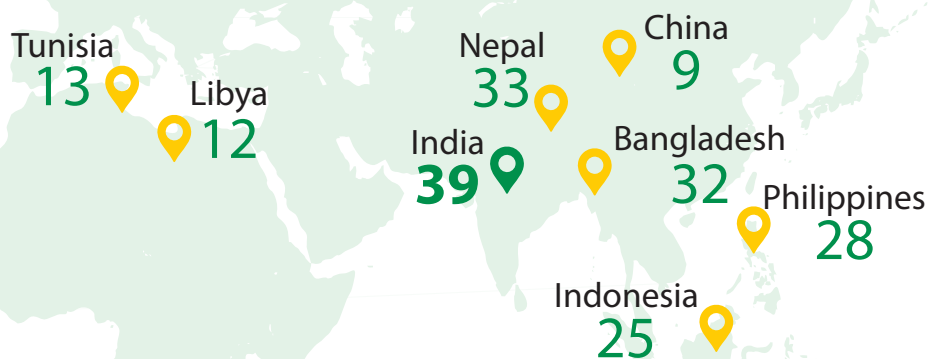 Tunisia
13
Libya
12
Nepal
33
China
9
India
39
Bangladesh
32
Philippines
28
Indonesia
25